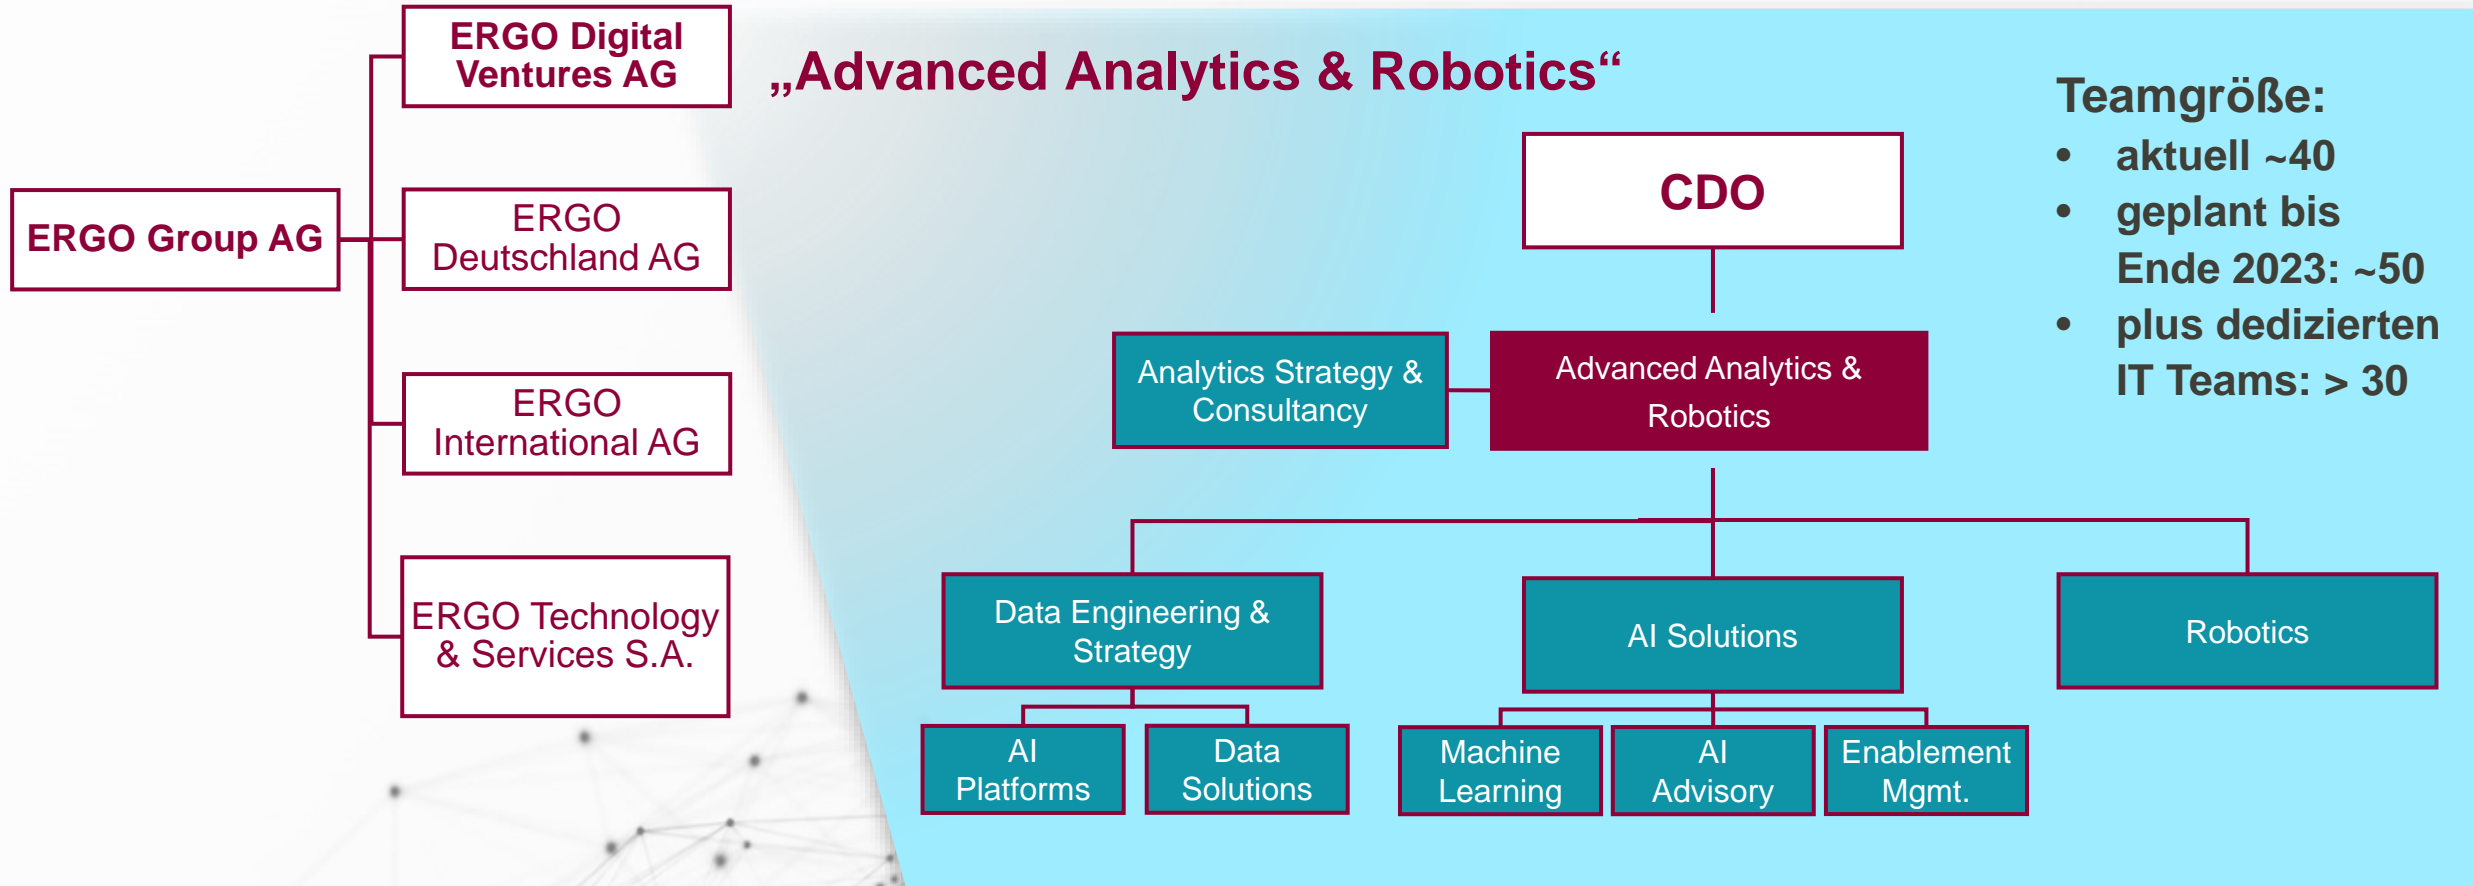 ERGO Digital
Ventures AG
ERGO Group AG
ERGO
Deutschland AG
ERGO
International AG
ERGO Technology
& Services S.A.
„Advanced Analytics & Robotics“
CDO
Analytics Strategy &
Consultancy
Advanced Analytics &
Robotics
Data Engineering &
Strategy
AI Solutions
Robotics
AI
Platforms
Data
Solutions
Machine
Learning
AI
Advisory
Enablement
Mgmt.
Teamgröße:
• aktuell ~40
• geplant bis
Ende 2023: ~50
• plus dedizierten
IT Teams: > 30